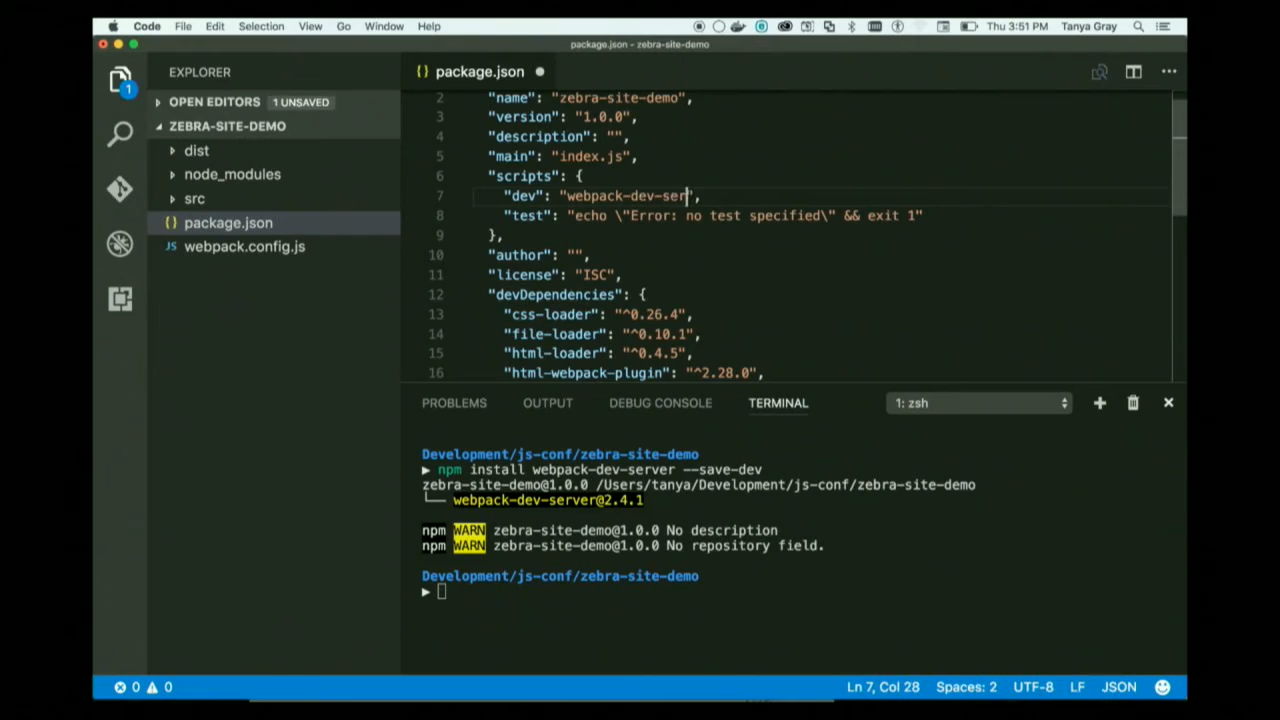 Code File Edit Selection View Go Window Help Thu 3:51 PM Tanya Gray
package.json - zebra-site-demo
EXPLORER
1
OPEN EDITORS 1 UNSAVED
ZEBRA-SITE-DEMO
dist
node_modules
src
{} package.json
JS webpack.config.js
{} package.json
2 "name": "zebra-site-demo",
3 "version": "1.0.0",
4 "description": "",
5 "main": "index.js",
6 "scripts": {
7 "dev": "webpack-dev-ser",
8 "test": "echo \"Error: no test specified\" && exit 1"
9 },
10 "author": "",
11 "license": "ISC",
12 "devDependencies": {
13 "css-loader": "^0.26.4",
14 "file-loader": "^0.10.1",
15 "html-loader": "^0.4.5",
16 "html-webpack-plugin": "^2.28.0",
PROBLEMS OUTPUT DEBUG CONSOLE TERMINAL 1: zsh
Development/js-conf/zebra-site-demo
▶ npm install webpack-dev-server --save-dev
zebra-site-demo@1.0.0 /Users/tanya/Development/js-conf/zebra-site-demo
└── webpack-dev-server@2.4.1
npm WARN zebra-site-demo@1.0.0 No description
npm WARN zebra-site-demo@1.0.0 No repository field.
Development/js-conf/zebra-site-demo
▶
0 0 Ln 7, Col 28 Spaces: 2 UTF-8 LF JSON